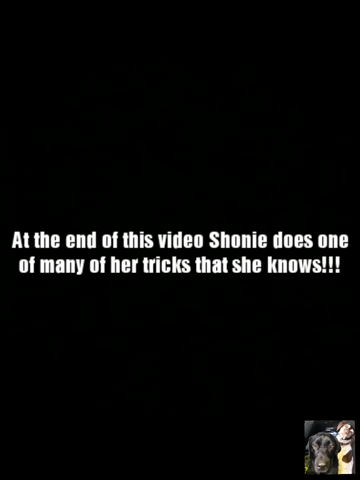 At the end of this video Shonie does one
of many of her tricks that she knows!!!